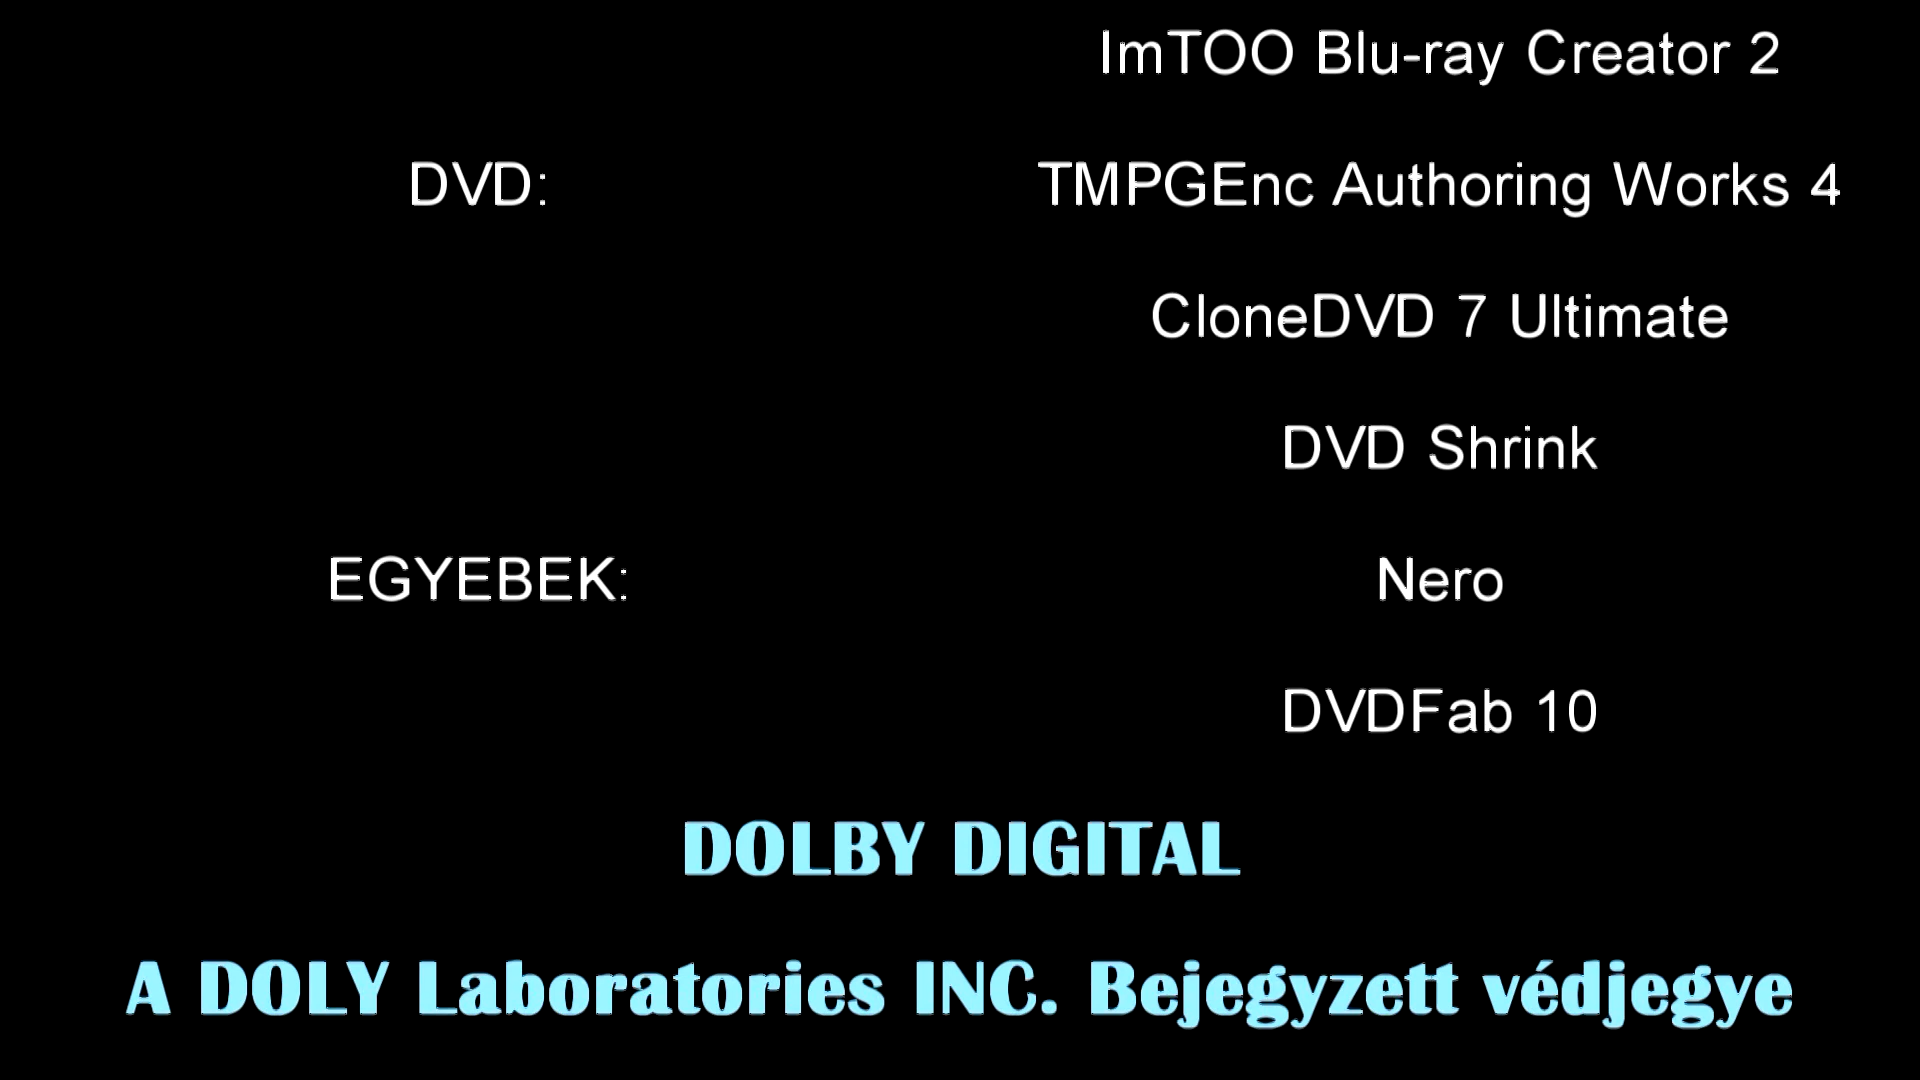 ImTOO Blu-ray Creator 2
DVD: TMPGEnc Authoring Works 4
CloneDVD 7 Ultimate
DVD Shrink
EGYEBEK: Nero
DVDFab 10
DOLBY DIGITAL
A DOLY Laboratories INC. Bejegyzett védjegye